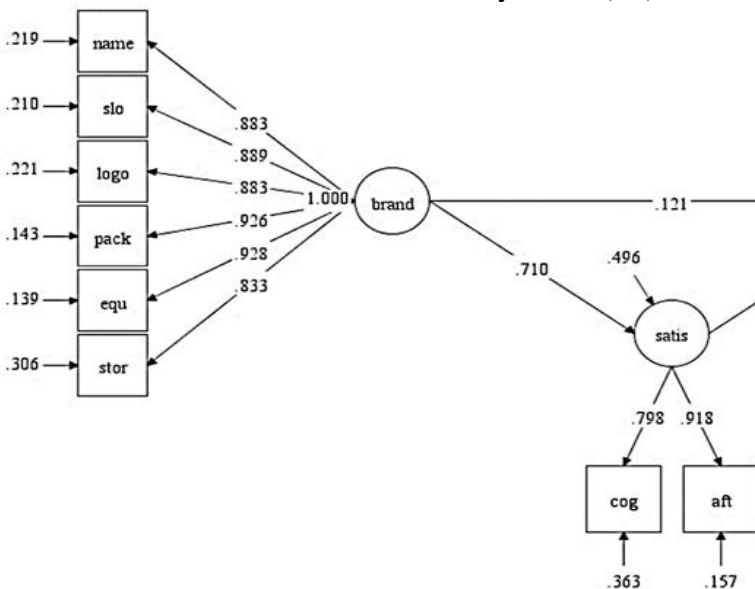 .219
name
.210
slo
.883
.889
.221
logo
.883
1.000
brand
.121
.926
.143
pack
.928
.496
.710
.833
.139
equ
satis
.306
stor
.798
.918
cog
aft
.363
.157